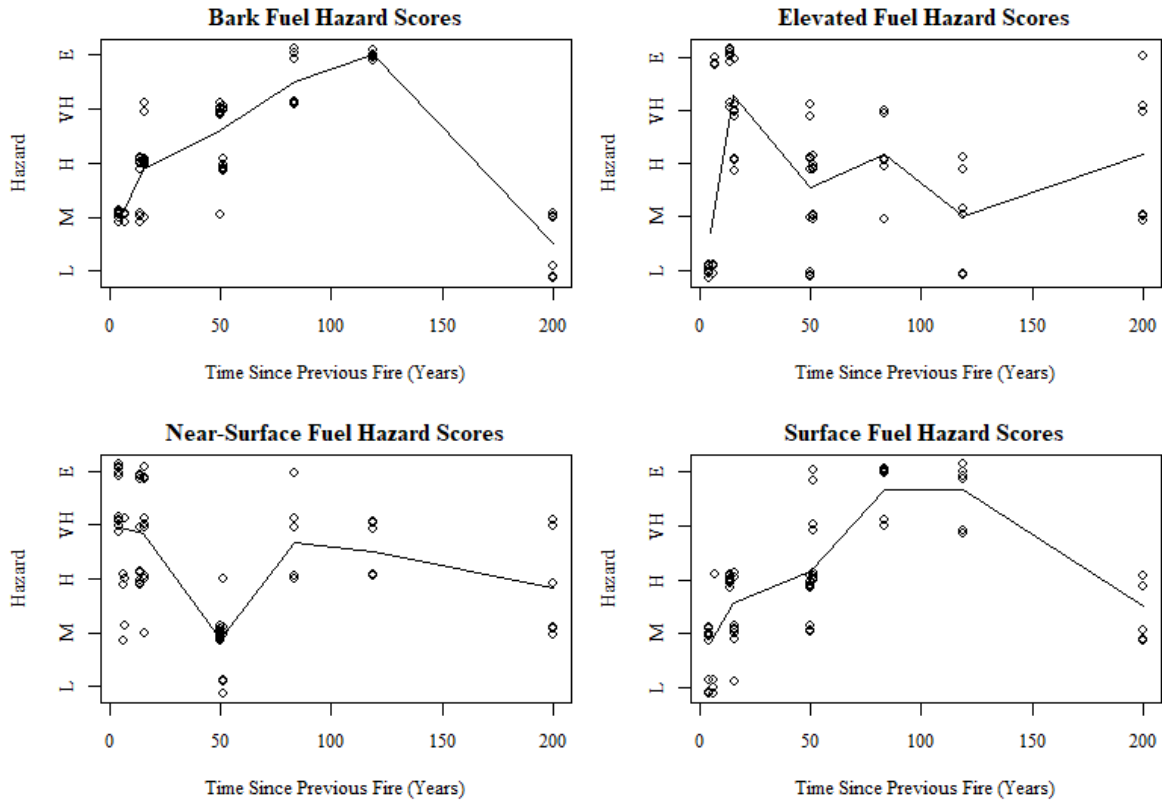 Bark Fuel Hazard Scores
Hazard
E
VH
H
M
L
0 50 100 150 200
Time Since Previous Fire (Years)
Elevated Fuel Hazard Scores
Hazard
E
VH
H
M
L
0 50 100 150 200
Time Since Previous Fire (Years)
Near-Surface Fuel Hazard Scores
Hazard
E
VH
H
M
L
0 50 100 150 200
Time Since Previous Fire (Years)
Surface Fuel Hazard Scores
Hazard
E
VH
H
M
L
0 50 100 150 200
Time Since Previous Fire (Years)